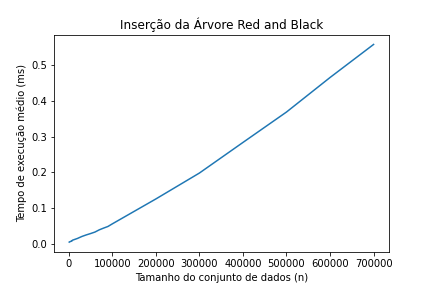 Inserção da Árvore Red and Black
Tempo de execução médio (ms)
0.5
0.4
0.3
0.2
0.1
0.0
0 100000 200000 300000 400000 500000 600000 700000
Tamanho do conjunto de dados (n)